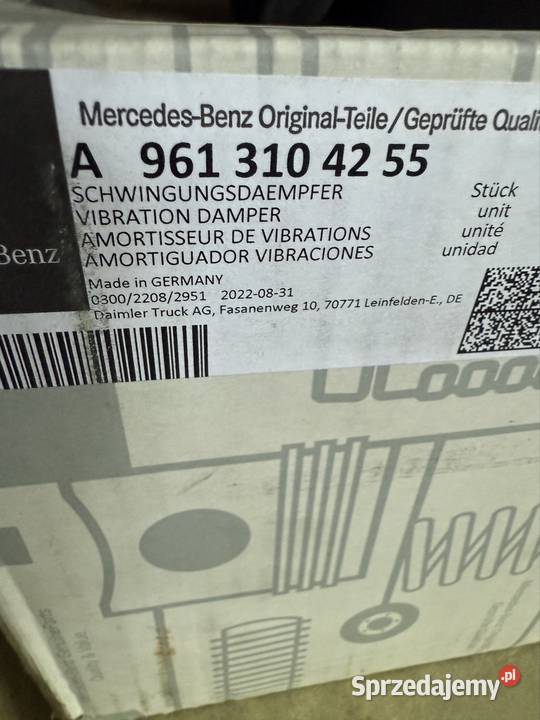 Mercedes-Benz Original-Teile/Geprüfte Quali
A 961 310 42 55
SCHWINGUNGSDAEMPFER Stück
VIBRATION DAMPER unit
AMORTISSEUR DE VIBRATIONS unité
AMORTIGUADOR VIBRACIONES unidad
Benz
Made in GERMANY
0300/2208/2951 2022-08-31
Daimler Truck AG, Fasanenweg 10, 70771 Leinfelden-E., DE
Sprzedajemy.pl